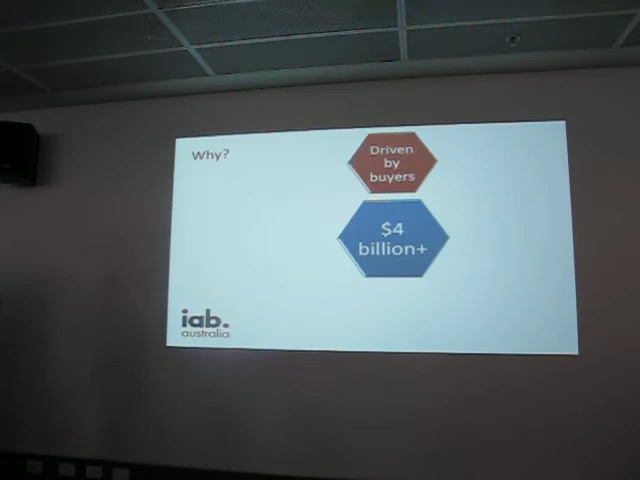 Why?
Driven
by
buyers
$4
billion+
iab.
australia